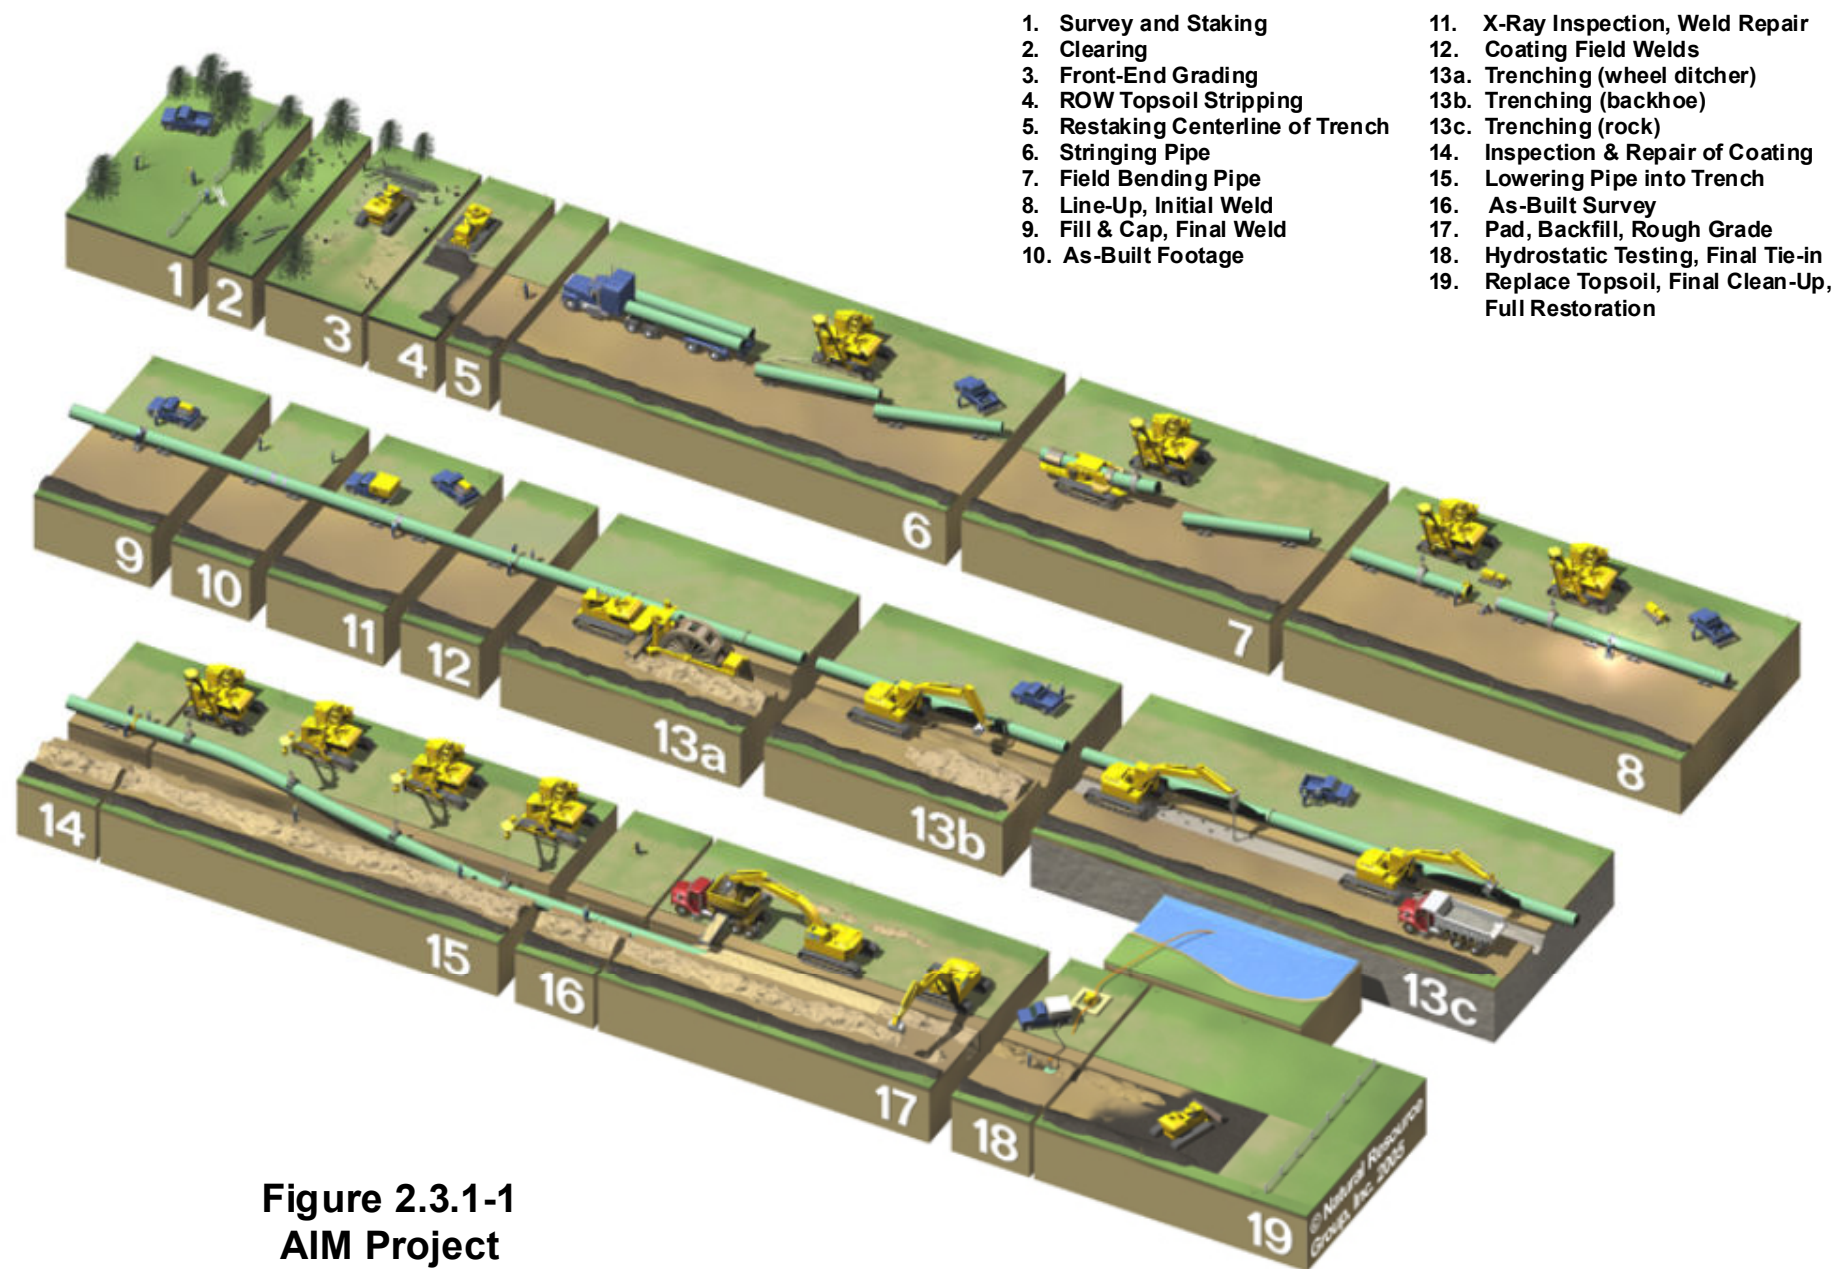 1. Survey and Staking
2. Clearing
3. Front-End Grading
4. ROW Topsoil Stripping
5. Restaking Centerline of Trench
6. Stringing Pipe
7. Field Bending Pipe
8. Line-Up, Initial Weld
9. Fill & Cap, Final Weld
10. As-Built Footage
11. X-Ray Inspection, Weld Repair
12. Coating Field Welds
13a. Trenching (wheel ditcher)
13b. Trenching (backhoe)
13c. Trenching (rock)
14. Inspection & Repair of Coating
15. Lowering Pipe into Trench
16. As-Built Survey
17. Pad, Backfill, Rough Grade
18. Hydrostatic Testing, Final Tie-in
19. Replace Topsoil, Final Clean-Up,
Full Restoration
1
2
3
4
5
6
7
8
9
10
11
12
13a
13b
13c
14
15
16
17
18
19
© Natural Resource
Group, Inc. 2005
Figure 2.3.1-1
AIM Project